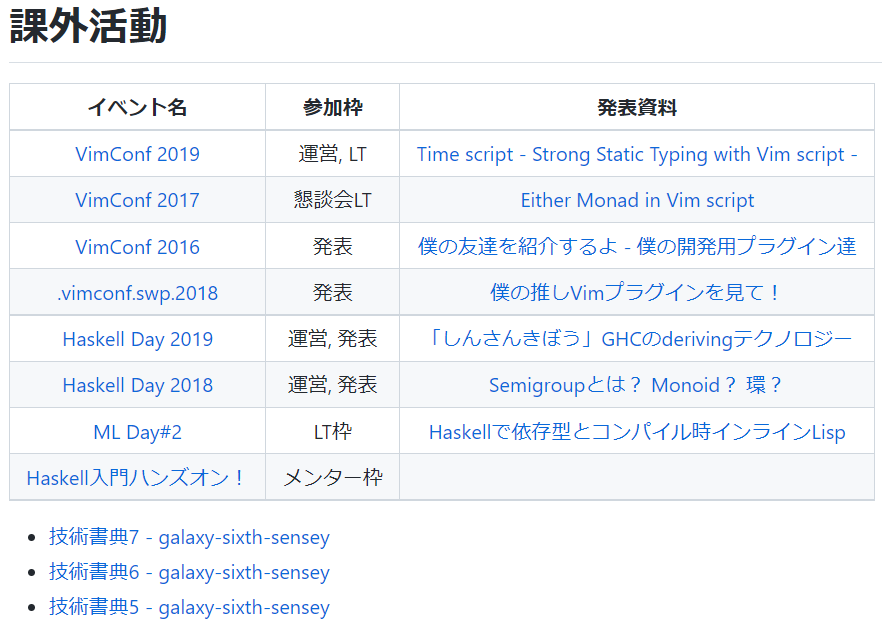 課外活動
イベント名 参加枠 発表資料
VimConf 2019 運営, LT Time script - Strong Static Typing with Vim script -
VimConf 2017 懇談会LT Either Monad in Vim script
VimConf 2016 発表 僕の友達を紹介するよ - 僕の開発用プラグイン達
.vimconf.swp.2018 発表 僕の推しVimプラグインを見て！
Haskell Day 2019 運営, 発表 「しんさんきぼう」GHCのderivingテクノロジー
Haskell Day 2018 運営, 発表 Semigroupとは？ Monoid？ 環？
ML Day#2 LT枠 Haskellで依存型とコンパイル時インラインLisp
Haskell入門ハンズオン！ メンター枠
技術書典7 - galaxy-sixth-sensey
技術書典6 - galaxy-sixth-sensey
技術書典5 - galaxy-sixth-sensey